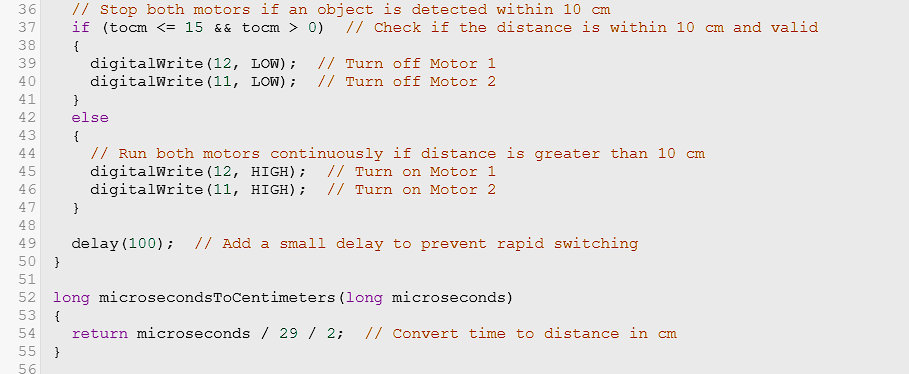 36 // Stop both motors if an object is detected within 10 cm
37 if (tocm <= 15 && tocm > 0) // Check if the distance is within 10 cm and valid
38 {
39 digitalWrite(12, LOW); // Turn off Motor 1
40 digitalWrite(11, LOW); // Turn off Motor 2
41 }
42 else
43 {
44 // Run both motors continuously if distance is greater than 10 cm
45 digitalWrite(12, HIGH); // Turn on Motor 1
46 digitalWrite(11, HIGH); // Turn on Motor 2
47 }
48
49 delay(100); // Add a small delay to prevent rapid switching
50 }
51
52 long microsecondsToCentimeters(long microseconds)
53 {
54 return microseconds / 29 / 2; // Convert time to distance in cm
55 }
56